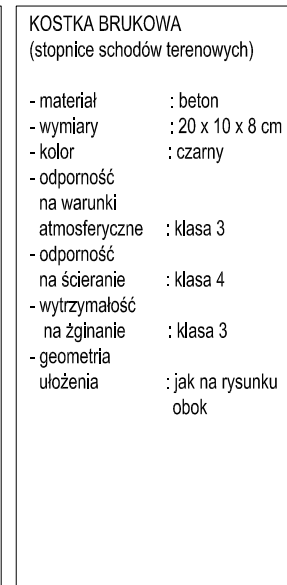 KOSTKA BRUKOWA
(stopnice schodów terenowych)
- materiał : beton
- wymiary : 20 x 10 x 8 cm
- kolor : czarny
- odporność
na warunki
atmosferyczne : klasa 3
- odporność
na ścieranie : klasa 4
- wytrzymałość
na żginanie : klasa 3
- geometria
ułożenia : jak na rysunku
obok